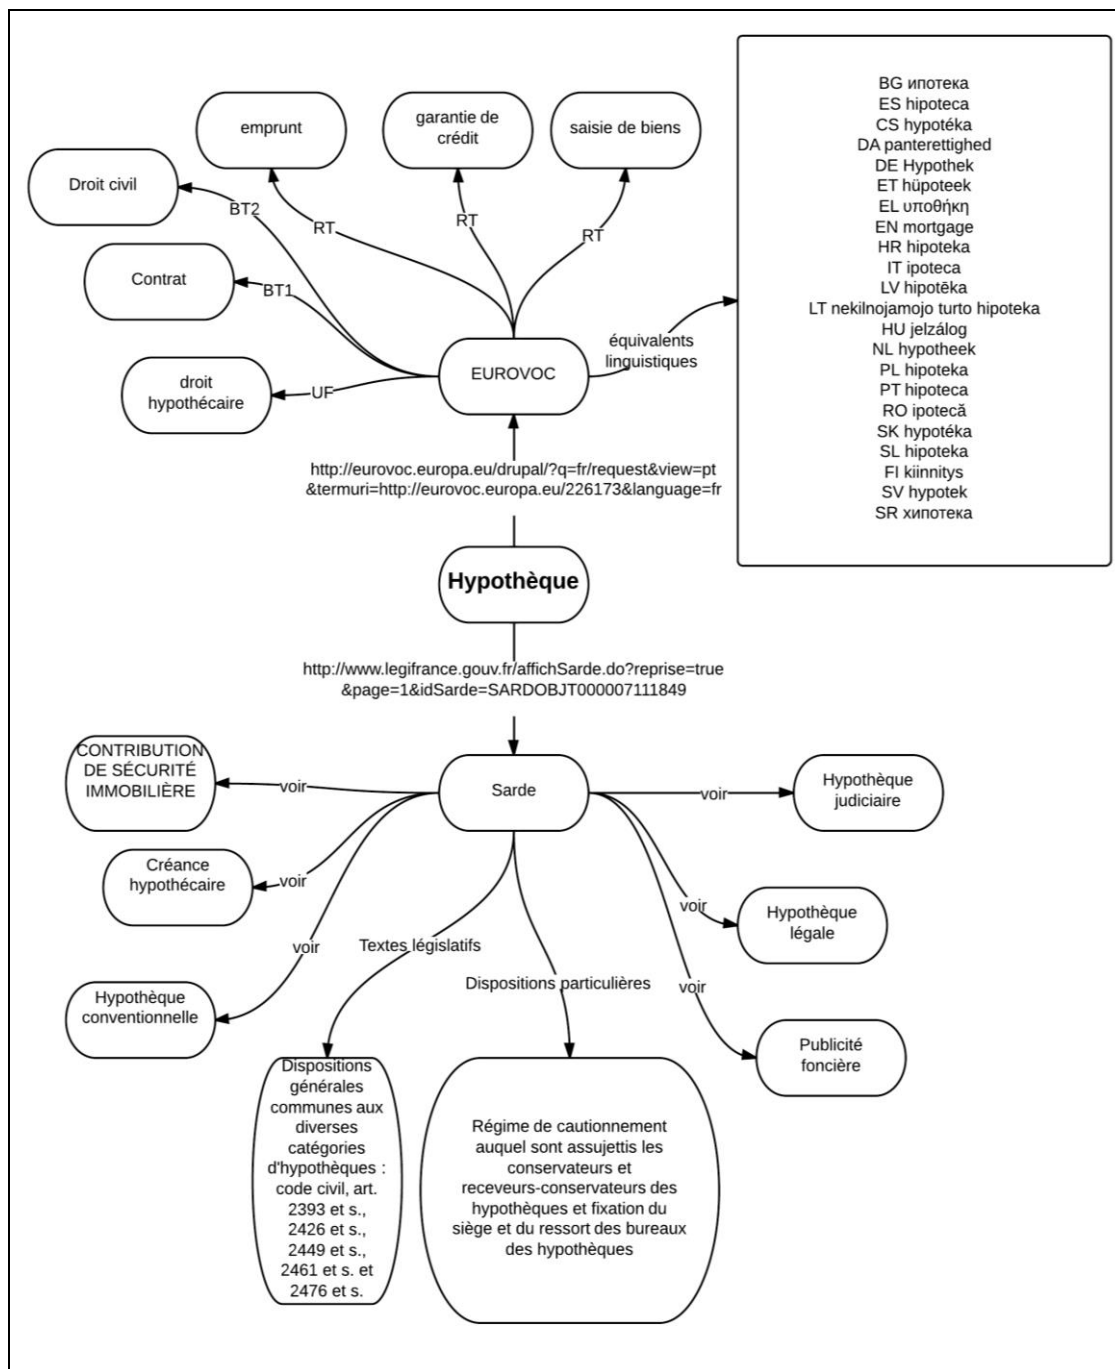 emprunt
garantie de
crédit
saisie de biens
Droit civil
BT2
RT
RT
RT
Contrat
BT1
droit
hypothécaire
UF
EUROVOC
équivalents
linguistiques
BG ипотека
ES hipoteca
CS hypotéka
DA panterettighed
DE Hypothek
ET hüpoteek
EL υποθήκη
EN mortgage
HR hipoteka
IT ipoteca
LV hipotēka
LT nekilnojamojo turto hipoteka
HU jelzálog
NL hypotheek
PL hipoteka
PT hipoteca
RO ipotecă
SK hypotéka
SL hipoteka
FI kiinnitys
SV hypotek
SR хипотека
http://eurovoc.europa.eu/drupal/?q=fr/request&view=pt
&termuri=http://eurovoc.europa.eu/226173&language=fr
Hypothèque
http://www.legifrance.gouv.fr/affichSarde.do?reprise=true
&page=1&idSarde=SARDOBJT000007111849
CONTRIBUTION
DE SÉCURITÉ
IMMOBILIÈRE
voir
Sarde
voir
Hypothèque
judiciaire
Créance
hypothécaire
voir
voir
Hypothèque
légale
voir
Textes législatifs
Dispositions particulières
voir
Hypothèque
conventionnelle
Publicité
foncière
Dispositions
générales
communes aux
diverses
catégories
d'hypothèques :
code civil, art.
2393 et s.,
2426 et s.,
2449 et s.,
2461 et s. et
2476 et s.
Régime de cautionnement
auquel sont assujettis les
conservateurs et
receveurs-conservateurs des
hypothèques et fixation du
siège et du ressort des bureaux
des hypothèques